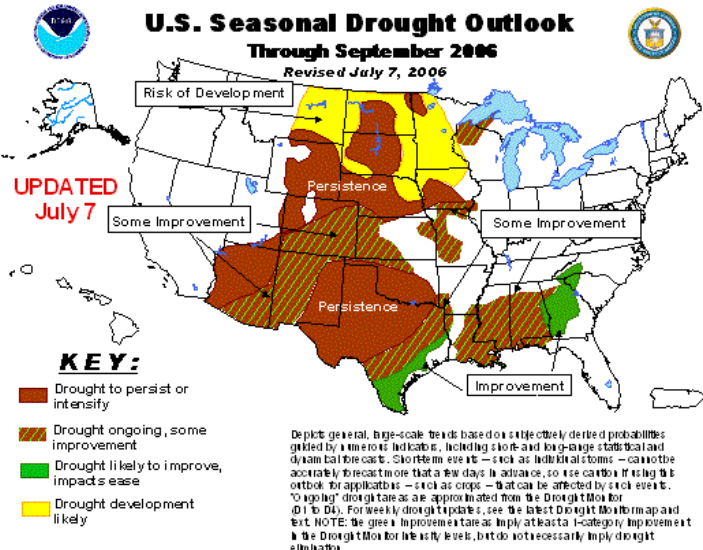 U.S. Seasonal Drought Outlook
Through September 2006
Revised July 7, 2006
Risk of Development
UPDATED
July 7
Persistence
Some Improvement
Some Improvement
Persistence
Improvement
KEY:
Drought to persist or
intensify
Drought ongoing, some
improvement
Drought likely to improve,
impacts ease
Drought development
likely
Depicts general, large-scale trends based on subjectively derived probabilities
guided by numerous indicators, including short- and long-range statistical and
dynamical forecasts. Short-term events -- such as individual storms -- cannot be
accurately forecast more that a few days in advance, so use caution if using this
outlook for applications -- such as crops -- that can be affected by such events.
"Ongoing" drought areas are approximated from the Drought Monitor
(D1 to D4). For weekly drought updates, see the latest Drought Monitor map and
text. NOTE: the green improvement areas imply at least a 1-category improvement
in the Drought Monitor intensity levels, but do not necessarily imply drought
elimination.